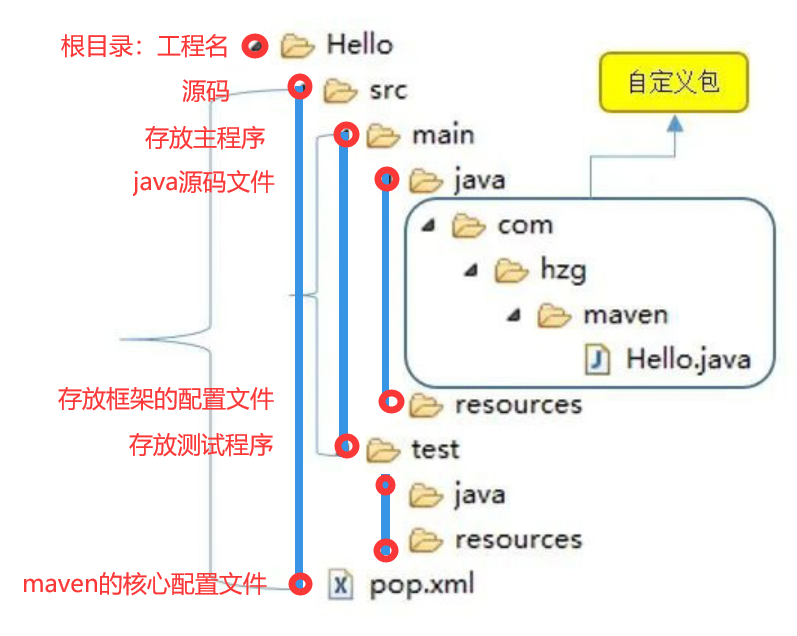 根目录：工程名 Hello
源码 src
自定义包
存放主程序 main
java源码文件 java
com
hzg
maven
Hello.java
存放框架的配置文件 resources
存放测试程序 test
java
resources
maven的核心配置文件 pop.xml